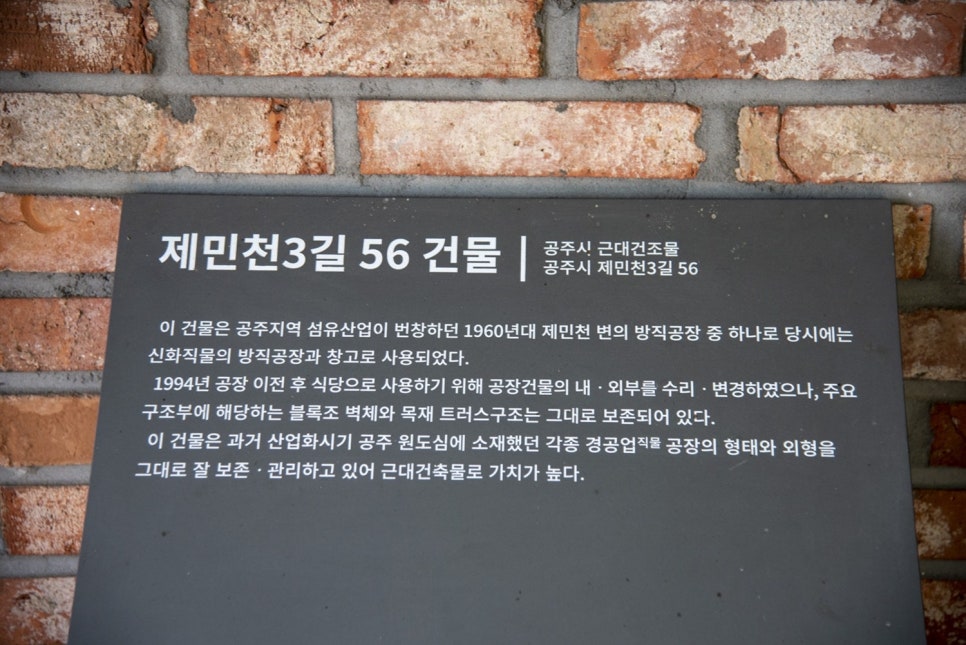 제민천3길 56 건물
공주시 근대건조물
공주시 제민천3길 56
이 건물은 공주지역 섬유산업이 번창하던 1960년대 제민천 변의 방직공장 중 하나로 당시에는
신화직물의 방직공장과 창고로 사용되었다.
1994년 공장 이전 후 식당으로 사용하기 위해 공장건물의 내 · 외부를 수리 · 변경하였으나, 주요
구조부에 해당하는 블록조 벽체와 목재 트러스구조는 그대로 보존되어 있다.
이 건물은 과거 산업화시기 공주 원도심에 소재했던 각종 경공업직물 공장의 형태와 외형을
그대로 잘 보존 · 관리하고 있어 근대건축물로 가치가 높다.